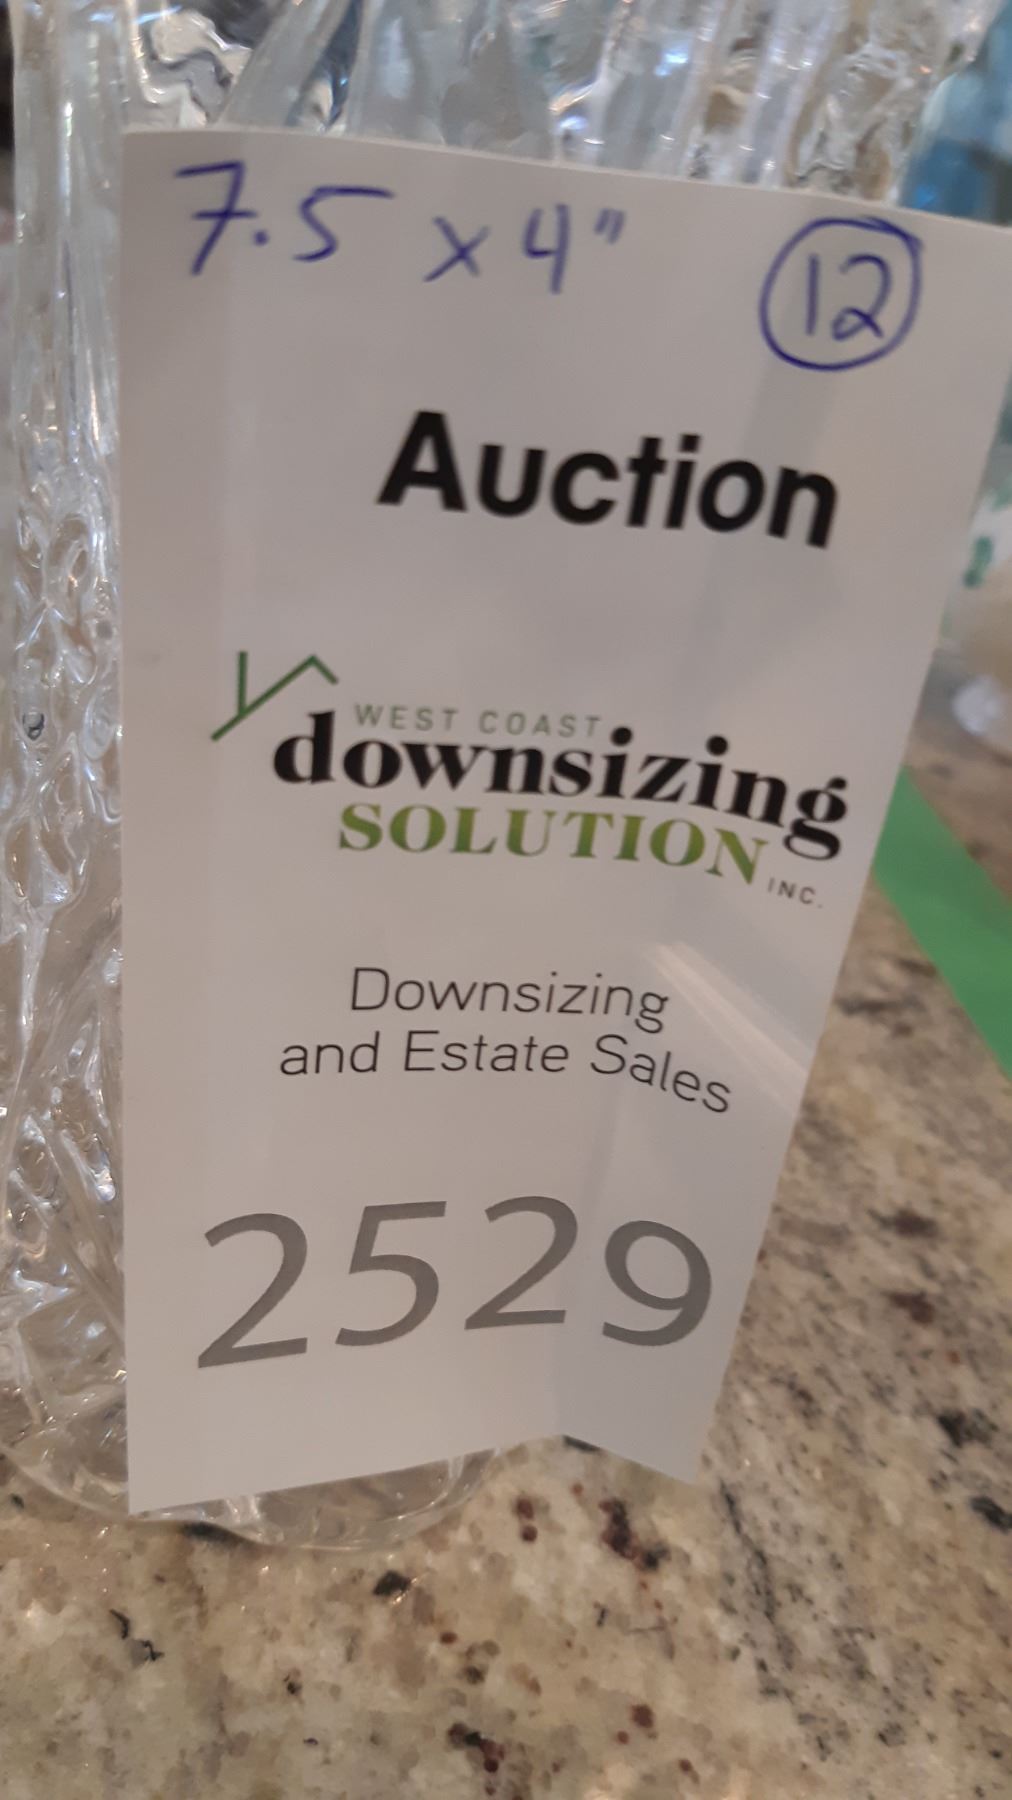 7.5 x 4" 12
Auction
WEST COAST
downsizing
SOLUTION INC.
Downsizing
and Estate Sales
2529